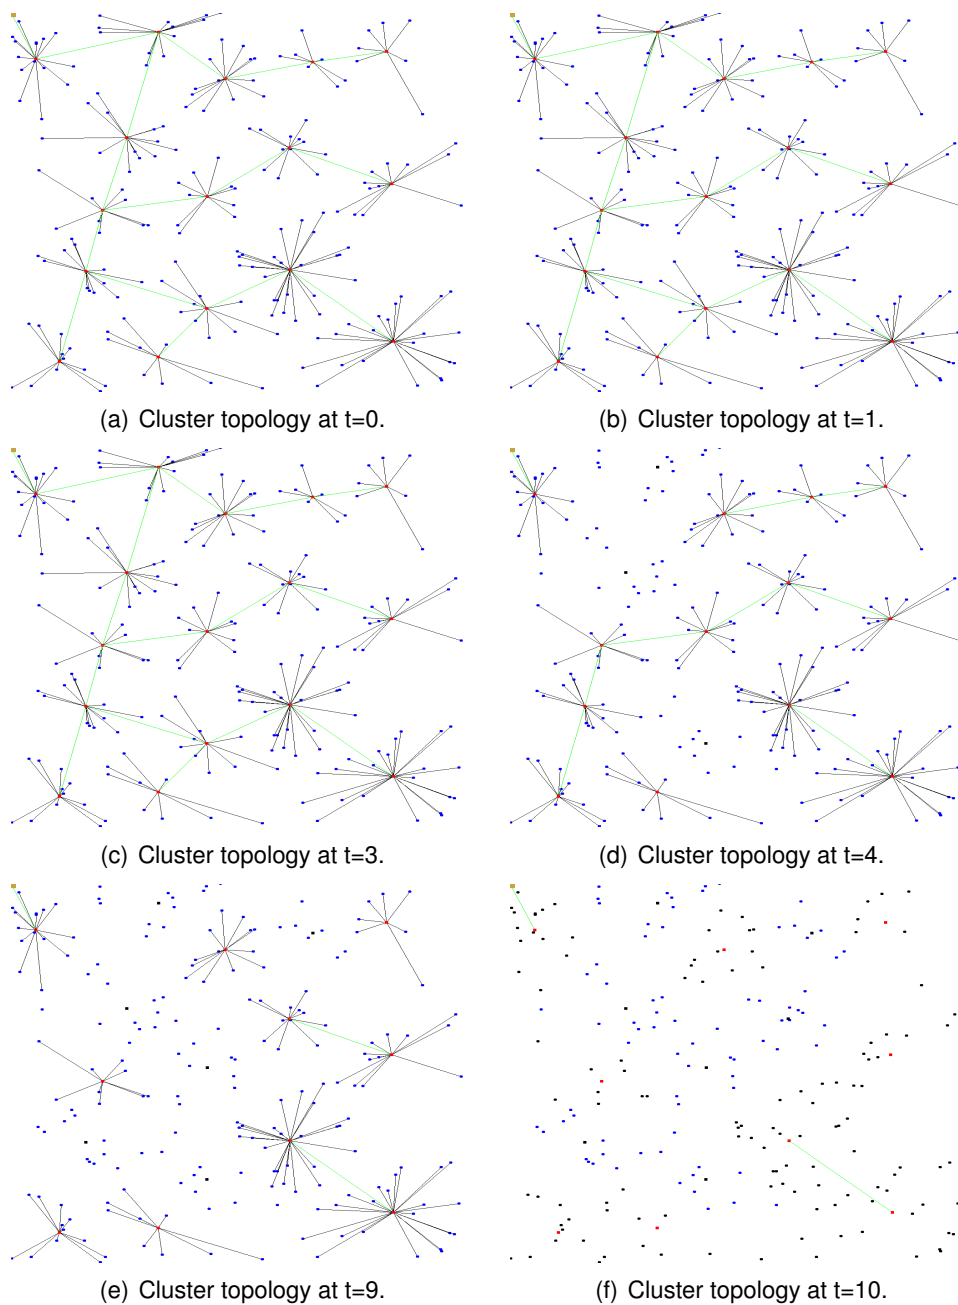 (a) Cluster topology at t=0.
(b) Cluster topology at t=1.
(c) Cluster topology at t=3.
(d) Cluster topology at t=4.
(e) Cluster topology at t=9.
(f) Cluster topology at t=10.